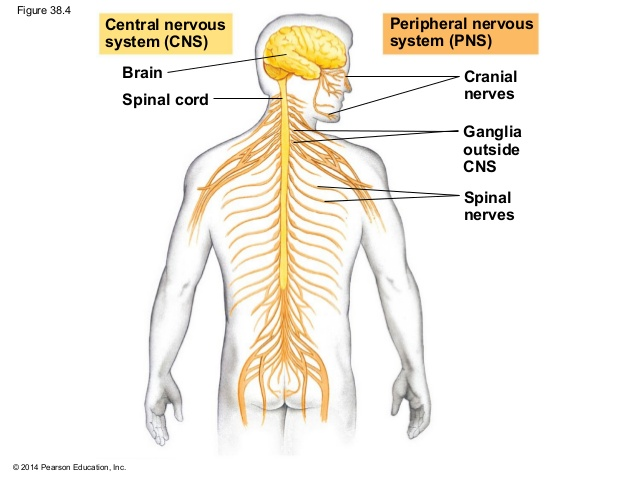 Figure 38.4
Central nervous
system (CNS)
Peripheral nervous
system (PNS)
Brain
Spinal cord
Cranial
nerves
Ganglia
outside
CNS
Spinal
nerves
© 2014 Pearson Education, Inc.